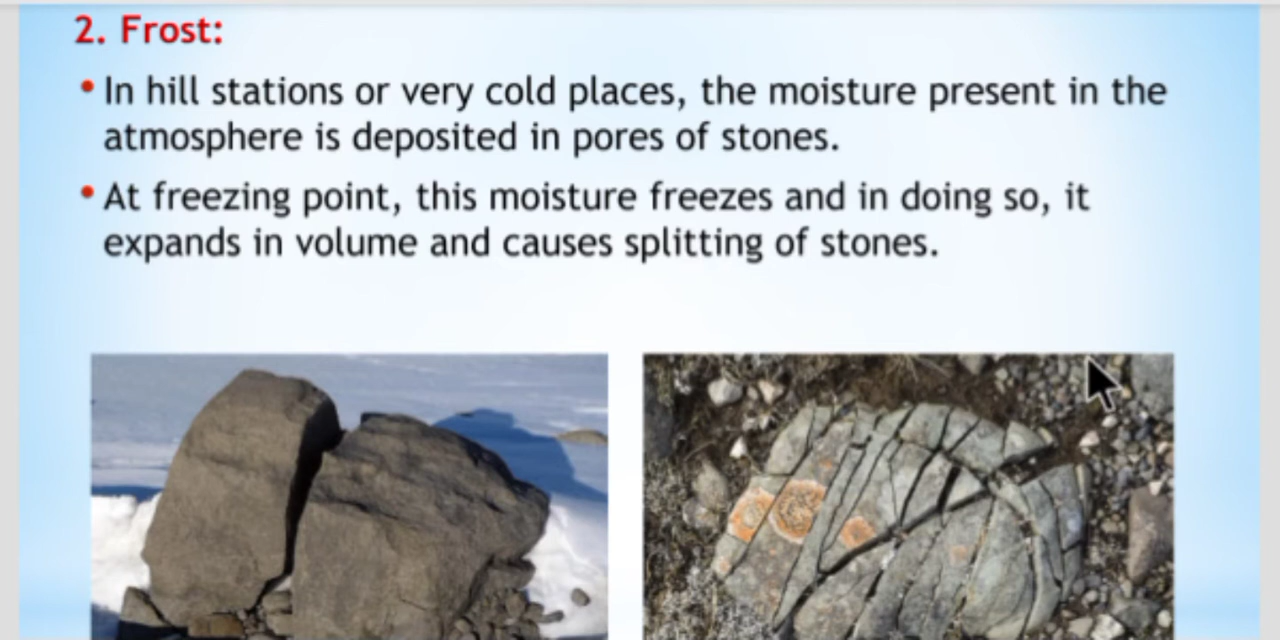 2. Frost:
• In hill stations or very cold places, the moisture present in the
atmosphere is deposited in pores of stones.
• At freezing point, this moisture freezes and in doing so, it
expands in volume and causes splitting of stones.